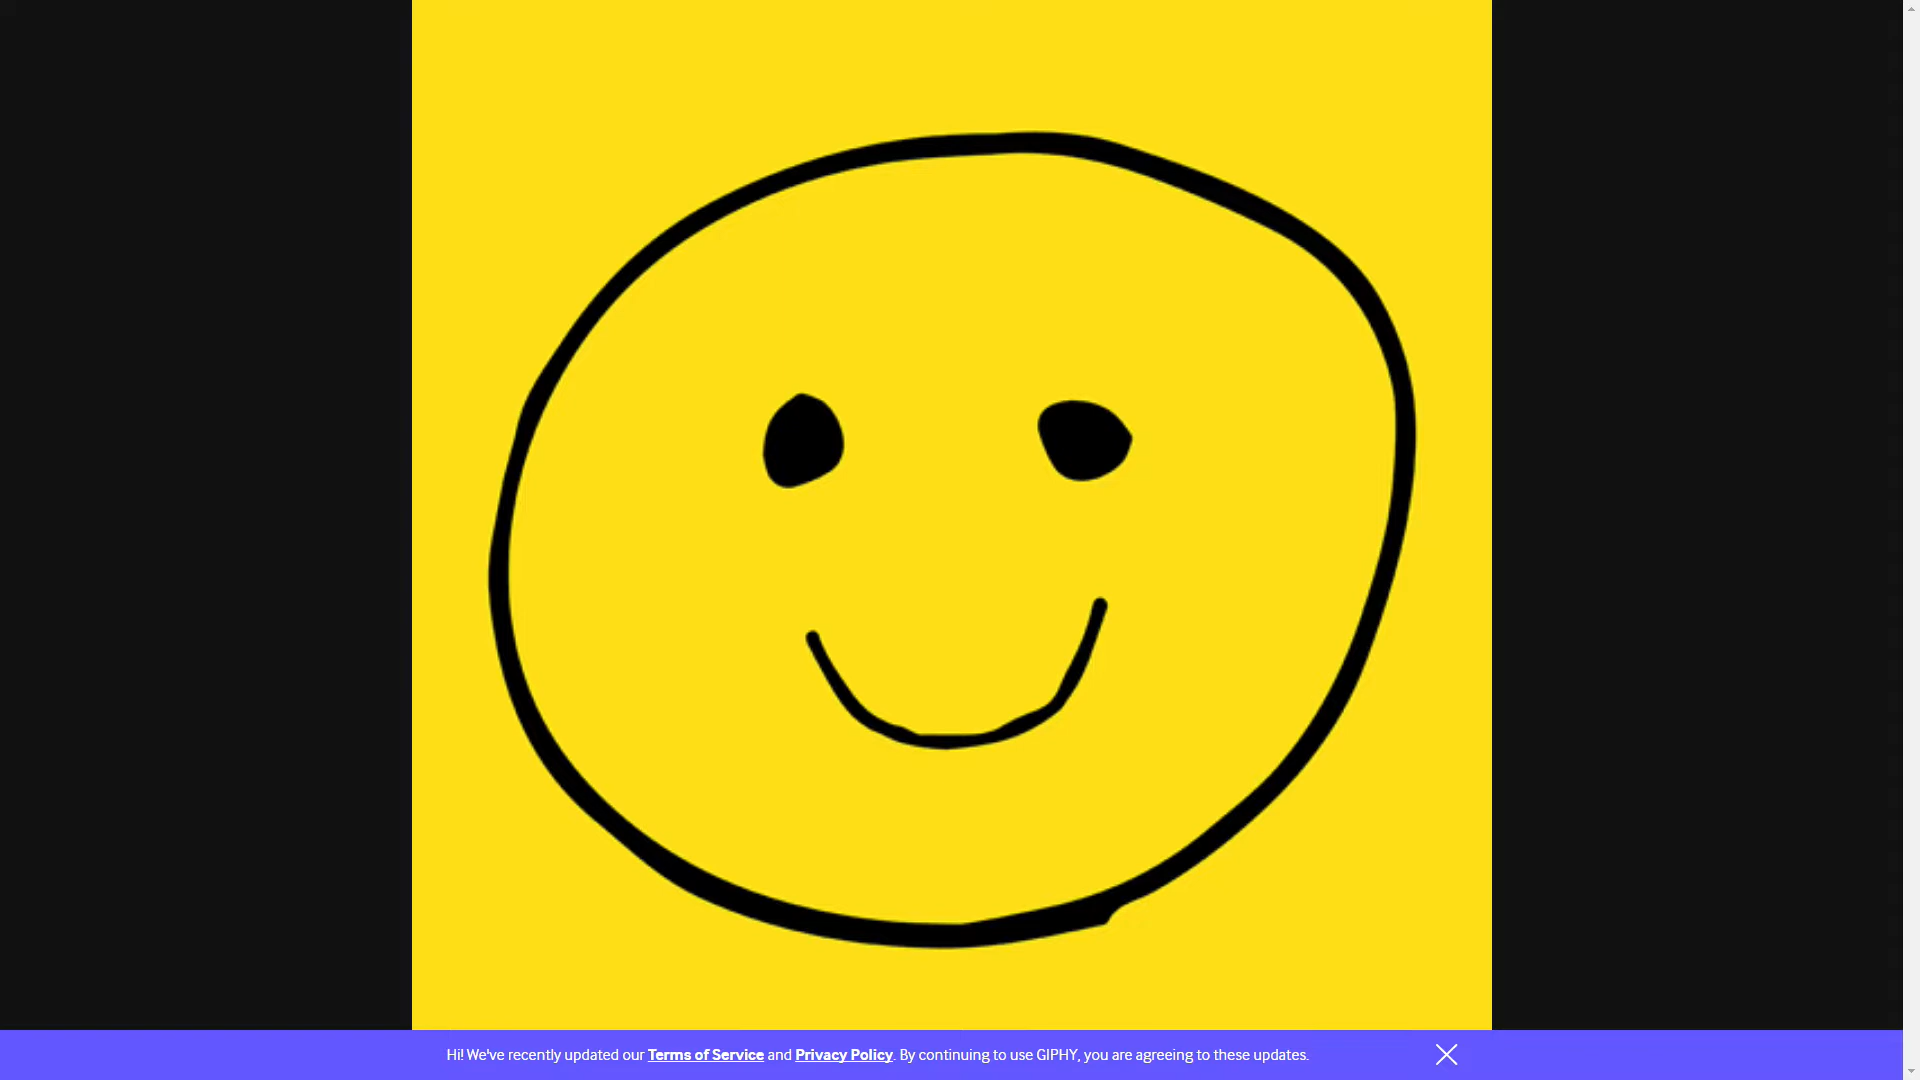 Hi! We've recently updated our Terms of Service and Privacy Policy. By continuing to use GIPHY, you are agreeing to these updates.